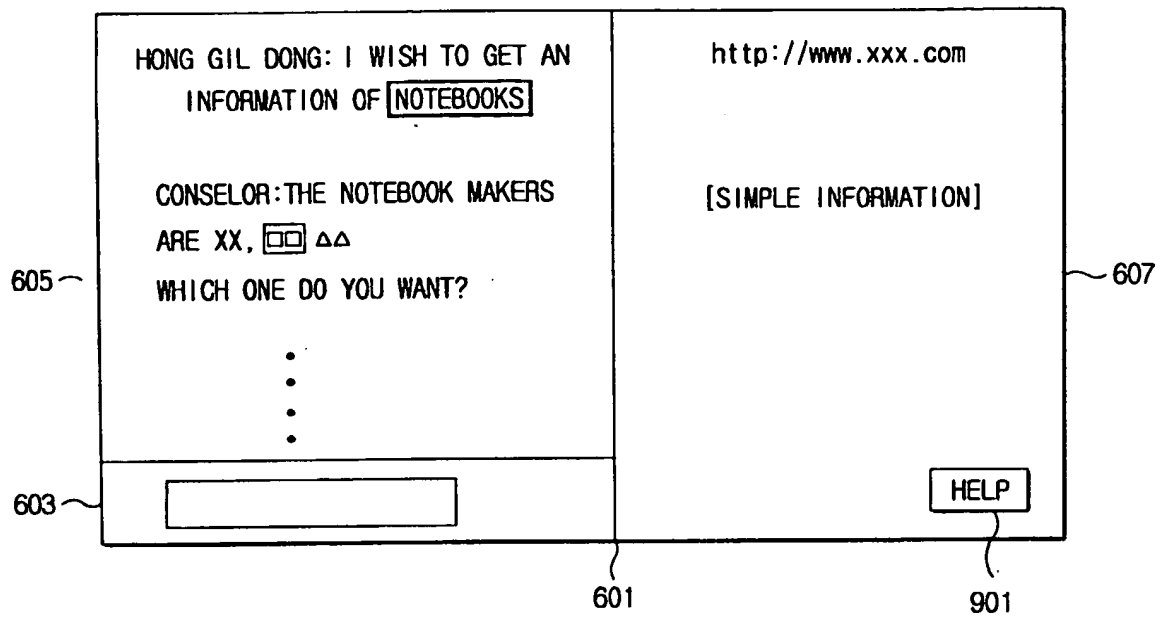 HONG GIL DONG: I WISH TO GET AN
INFORMATION OF NOTEBOOKS
CONSELOR:THE NOTEBOOK MAKERS
ARE XX, □□ △△
WHICH ONE DO YOU WANT?
http://www.xxx.com
[SIMPLE INFORMATION]
HELP
605
607
603
601
901